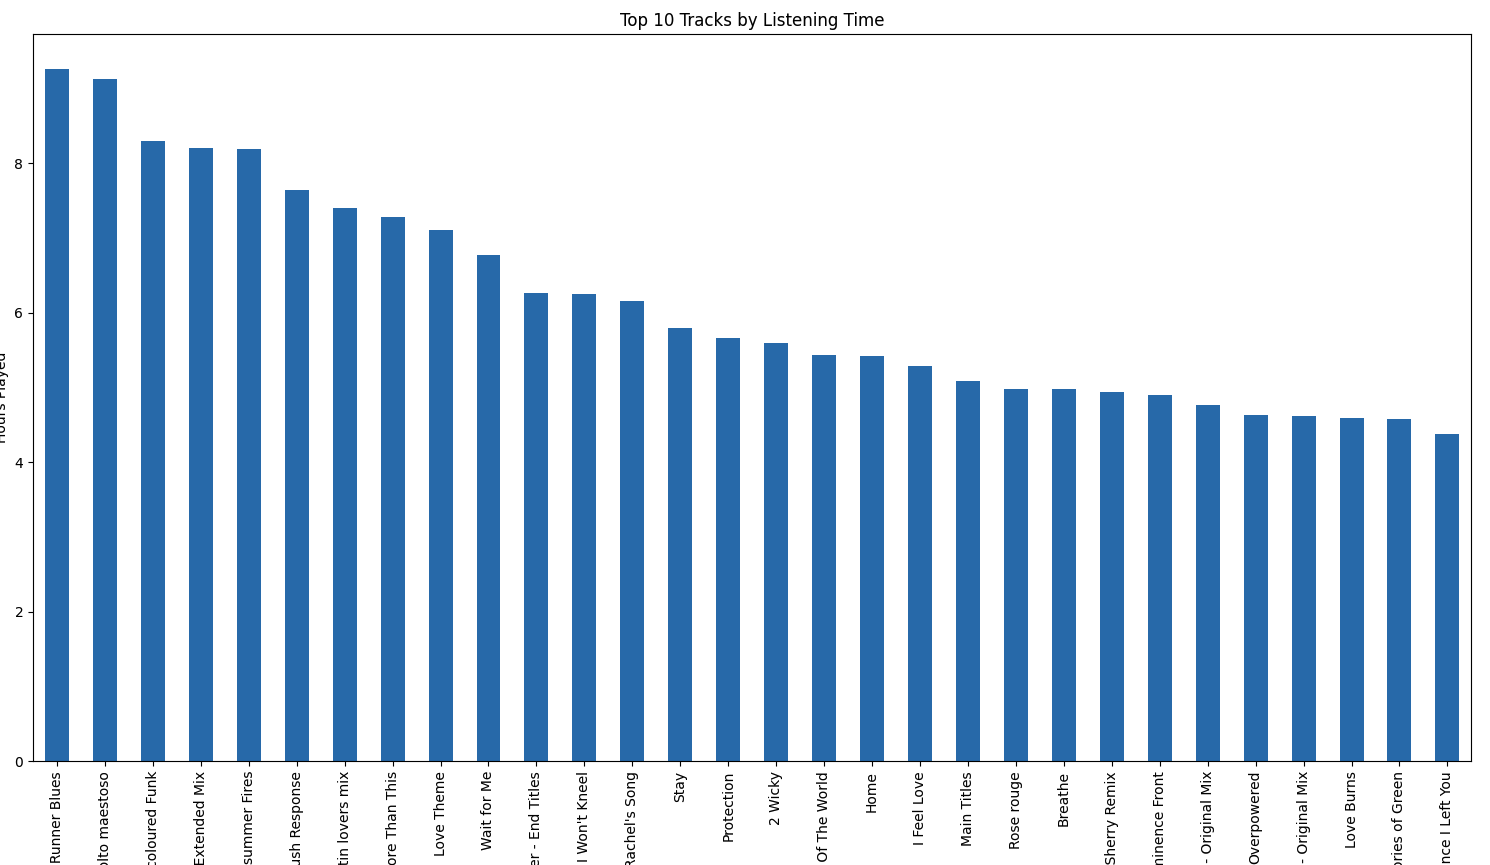 Top 10 Tracks by Listening Time
Hours Played
8
6
4
2
0
Runner Blues
olto maestoso
coloured Funk
Extended Mix
summer Fires
ush Response
tin lovers mix
ore Than This
Love Theme
Wait for Me
er - End Titles
I Won't Kneel
Rachel's Song
Stay
Protection
2 Wicky
Of The World
Home
I Feel Love
Main Titles
Rose rouge
Breathe
Sherry Remix
minence Front
- Original Mix
Overpowered
- Original Mix
Love Burns
ories of Green
nce I Left You